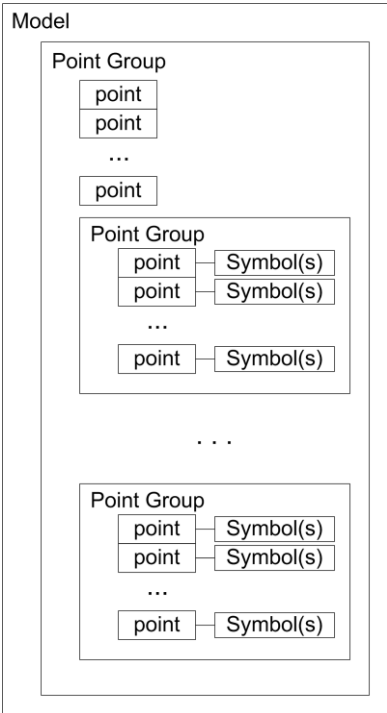 Model
Point Group
point
point
...
point
Point Group
point Symbol(s)
point Symbol(s)
...
point Symbol(s)
. . .
Point Group
point Symbol(s)
point Symbol(s)
...
point Symbol(s)